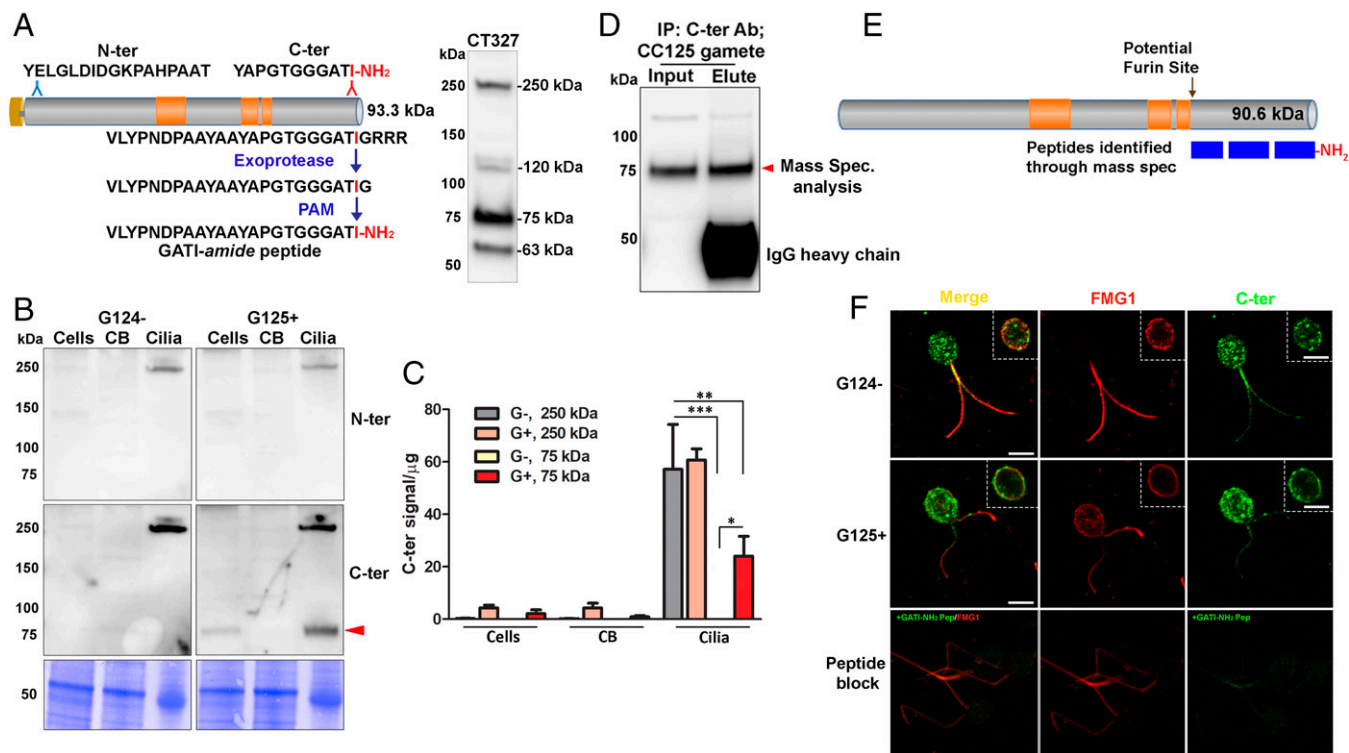 A
N-ter
C-ter
YELGLDIDGKPAHPAAT
YAPGTGGGATI-NH₂
93.3 kDa
VLYPNDPAAYAAYAPGTGGGATIGRRR
Exoprotease
VLYPNDPAAYAAYAPGTGGGATIG
PAM
VLYPNDPAAYAAYAPGTGGGATI-NH₂
GATI-amide peptide
CT327
kDa
250
150
100
75
50
-250 kDa
-120 kDa
-75 kDa
-63 kDa
B
G124-
G125+
kDa
Cells
CB
Cilia
Cells
CB
Cilia
250
150
100
75
N-ter
250
150
100
75
C-ter
50
C
C-ter signal/µg
80
60
40
20
0
G-, 250 kDa
G+, 250 kDa
G-, 75 kDa
G+, 75 kDa
**
***
*
Cells
CB
Cilia
D
IP: C-ter Ab;
CC125 gamete
kDa
Input
Elute
100
75
50
Mass Spec.
analysis
IgG heavy chain
E
Potential
Furin Site
90.6 kDa
Peptides identified
through mass spec
-NH₂
F
Merge
FMG1
C-ter
G124-
G125+
Peptide
block
+GATI-NH₂ Pep/FMG1
+GATI-NH₂ Pep